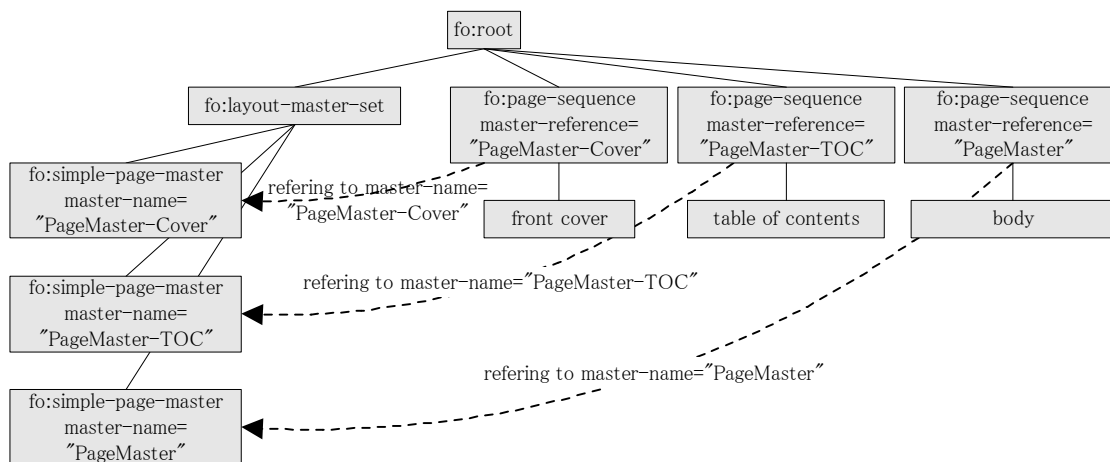 fo:root
fo:layout-master-set
fo:page-sequence
master-reference=
"PageMaster-Cover"
fo:page-sequence
master-reference=
"PageMaster-TOC"
fo:page-sequence
master-reference=
"PageMaster"
fo:simple-page-master
master-name=
"PageMaster-Cover"
refering to master-name=
"PageMaster-Cover"
front cover
table of contents
body
fo:simple-page-master
master-name=
"PageMaster-TOC"
refering to master-name="PageMaster-TOC"
refering to master-name="PageMaster"
fo:simple-page-master
master-name=
"PageMaster"